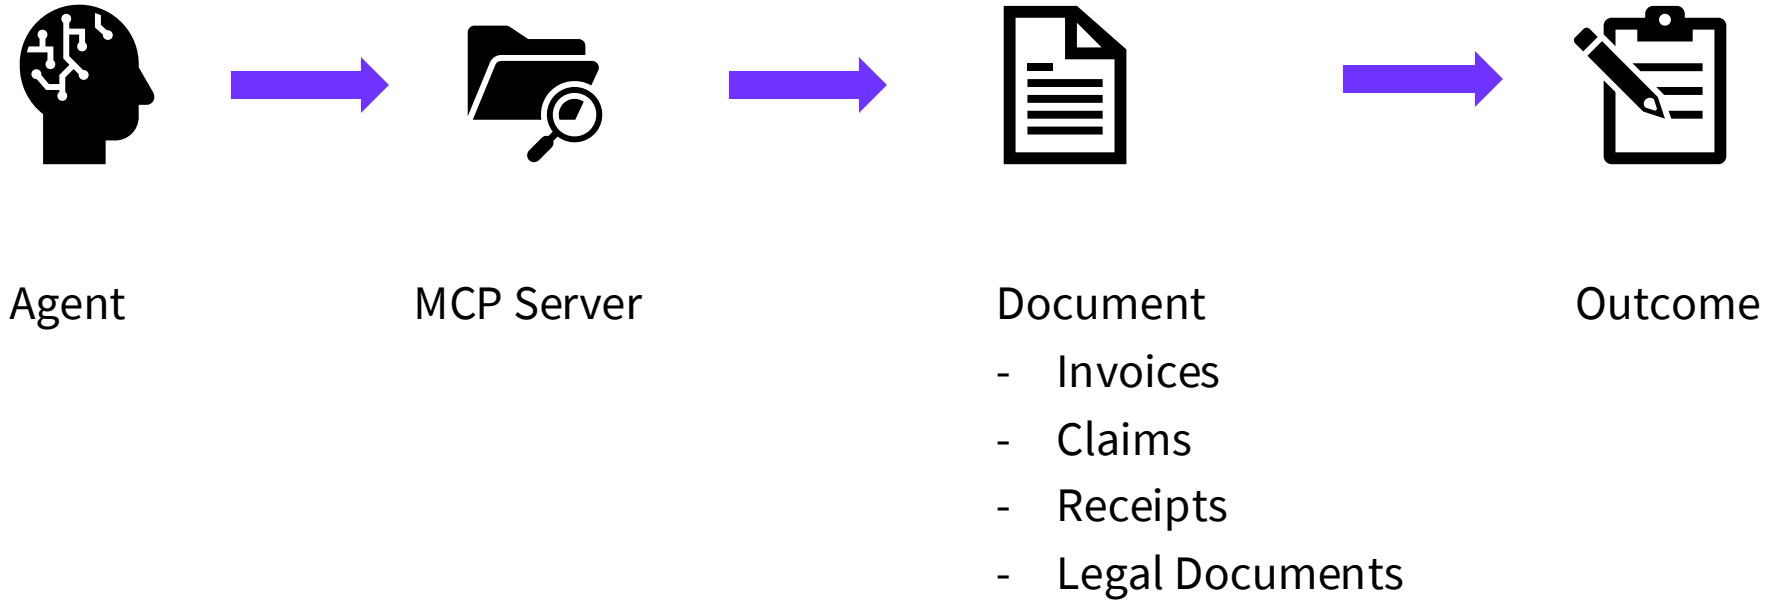 Agent
MCP Server
Document
- Invoices
- Claims
- Receipts
- Legal Documents
Outcome